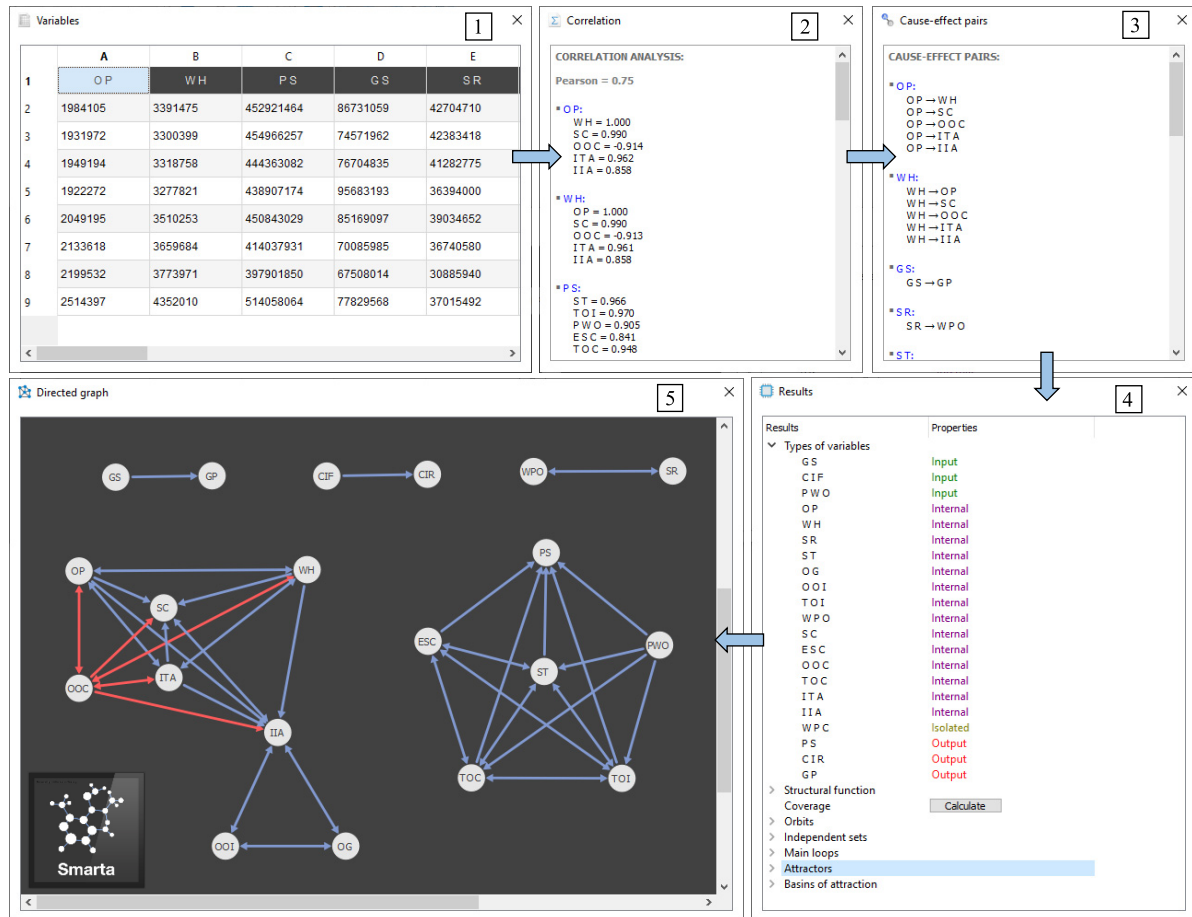 Variables
1
A B C D E
1 OP WH PS GS SR
2 1984105 3391475 452921464 86731059 42704710
3 1931972 3300399 454966257 74571962 42383418
4 1949194 3318758 444363082 76704835 41282775
5 1922272 3277821 438907174 95683193 36394000
6 2049195 3510253 450843029 85169097 39034652
7 2133618 3659684 414037931 70085985 36740580
8 2199532 3773971 397901850 67508014 30885940
9 2514397 4352010 514058064 77829568 37015492
Correlation
2
CORRELATION ANALYSIS:
Pearson = 0.75
OP:
WH = 1.000
SC = 0.990
OOC = -0.914
ITA = 0.962
IIA = 0.858
WH:
OP = 1.000
SC = 0.990
OOC = -0.913
ITA = 0.961
IIA = 0.858
PS:
ST = 0.966
TOI = 0.970
PWO = 0.905
ESC = 0.841
TOC = 0.948
Cause-effect pairs
3
CAUSE-EFFECT PAIRS:
OP:
OP → WH
OP → SC
OP → OOC
OP → ITA
OP → IIA
WH:
WH → OP
WH → SC
WH → OOC
WH → ITA
WH → IIA
GS:
GS → GP
SR:
SR → WPO
ST:
Results
4
Results Properties
Types of variables
GS Input
CIF Input
PWO Input
OP Internal
WH Internal
SR Internal
ST Internal
OG Internal
OOI Internal
TOI Internal
WPO Internal
SC Internal
ESC Internal
OOC Internal
TOC Internal
ITA Internal
IIA Internal
WPC Isolated
PS Output
CIR Output
GP Output
Structural function
Coverage Calculate
Orbits
Independent sets
Main loops
Attractors
Basins of attraction
Directed graph
5
GS GP CIF CIR WPO SR
PS
OP WH
SC
ESC PWO
ST
ITA
OOC
IIA
TOC TOI
OOI OG
Smarta